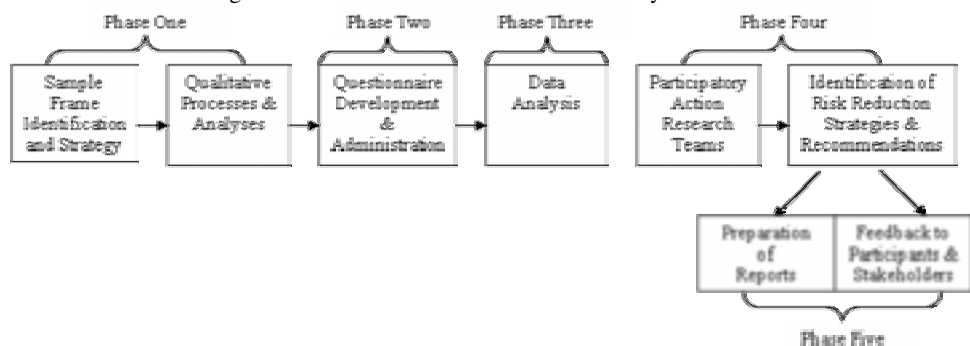 Phase One
Phase Two
Phase Three
Phase Four
Sample
Frame
Identification
and Strategy
Qualitative
Processes &
Analyses
Questionnaire
Development
&
Administration
Data
Analysis
Participatory
Action
Research
Teams
Identification of
Risk Reduction
Strategies &
Recommendations
Preparation
of
Reports
Feedback to
Participants &
Stakeholders
Phase Five